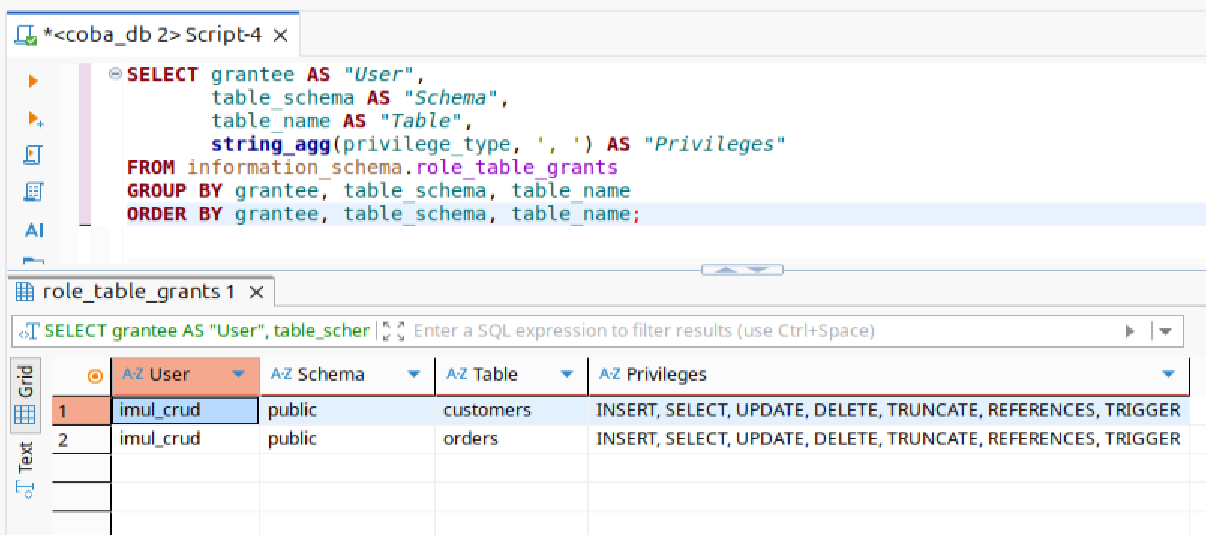 *<coba_db 2> Script-4
SELECT grantee AS "User",
table_schema AS "Schema",
table_name AS "Table",
string_agg(privilege_type, ', ') AS "Privileges"
FROM information_schema.role_table_grants
GROUP BY grantee, table_schema, table_name
ORDER BY grantee, table_schema, table_name;
AI
role_table_grants 1
SELECT grantee AS "User", table_scher Enter a SQL expression to filter results (use Ctrl+Space)
Grid
Text
A-Z User A-Z Schema A-Z Table A-Z Privileges
1 imul_crud public customers INSERT, SELECT, UPDATE, DELETE, TRUNCATE, REFERENCES, TRIGGER
2 imul_crud public orders INSERT, SELECT, UPDATE, DELETE, TRUNCATE, REFERENCES, TRIGGER